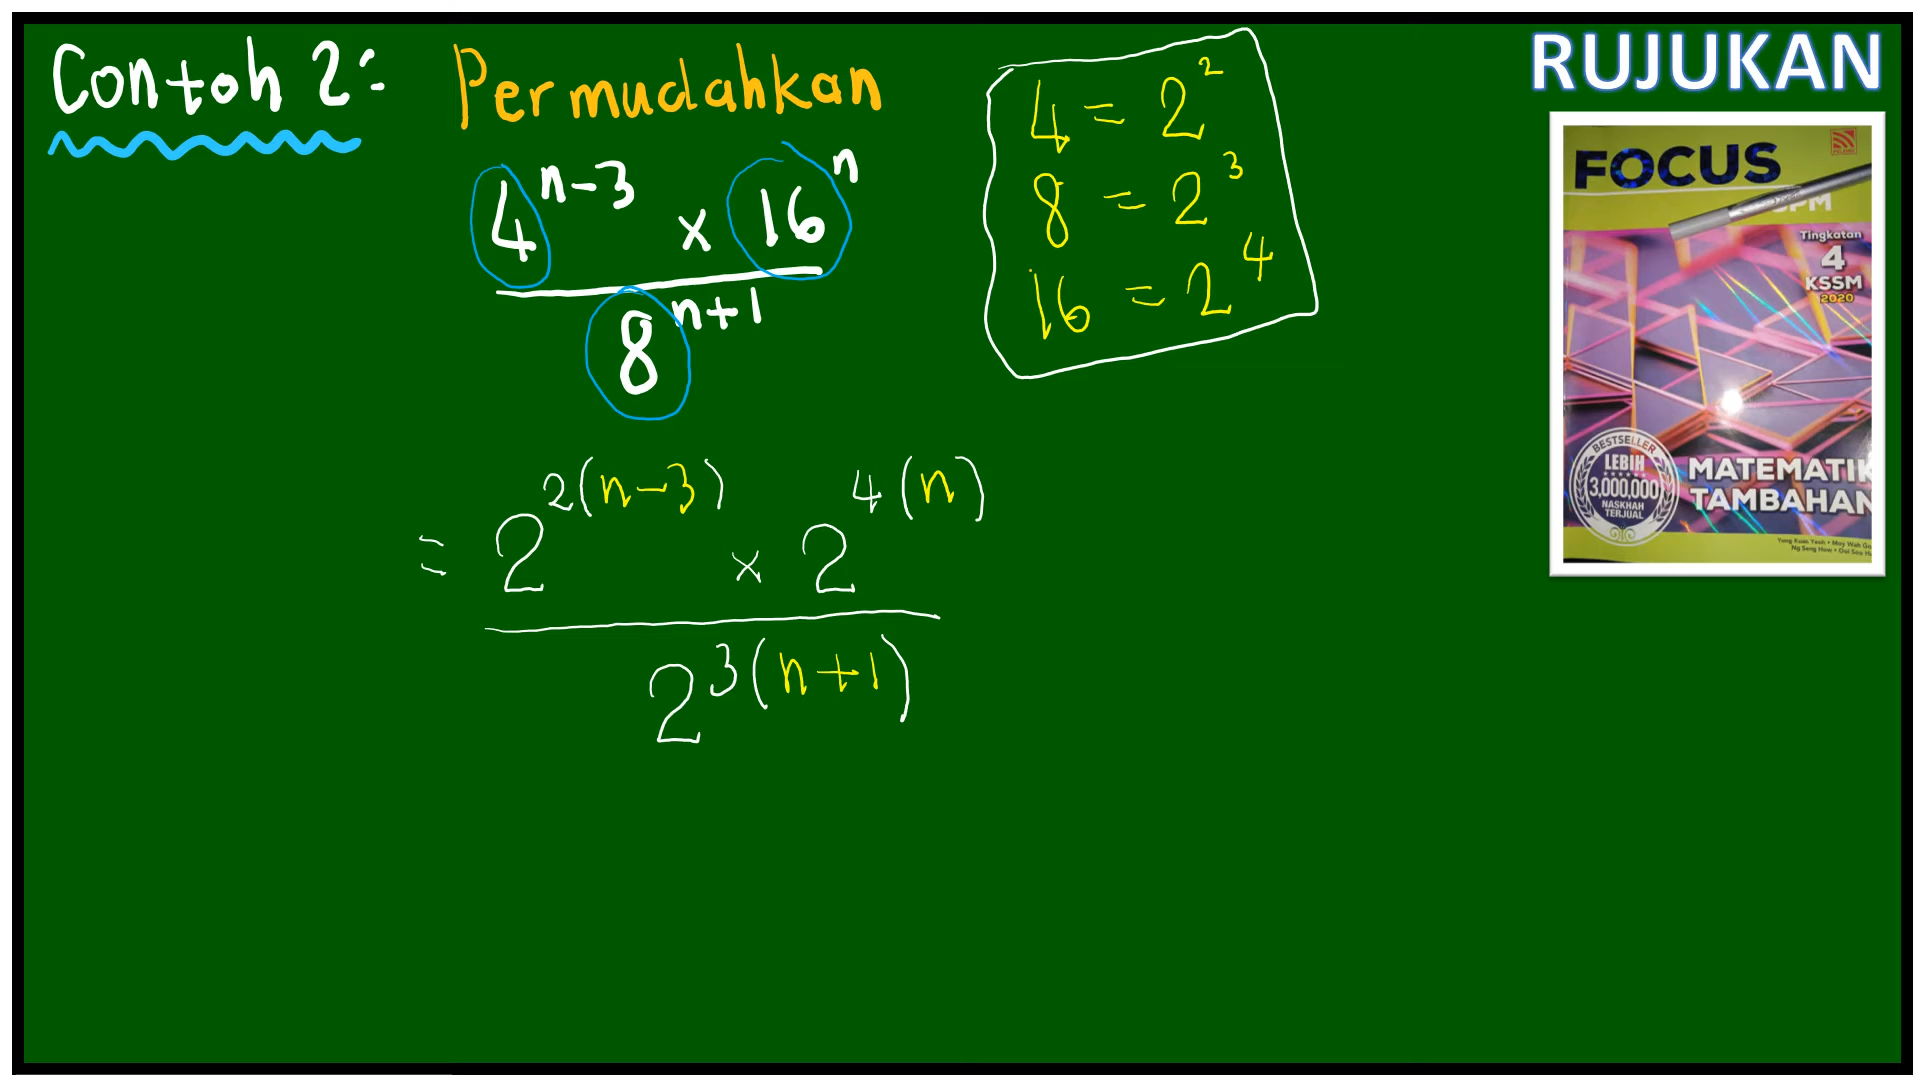 Contoh 2:
Permudahkan
4^(n-3) × 16^n
8^(n+1)
4 = 2^2
8 = 2^3
16 = 2^4
= 2^2(n-3) × 2^4(n)
2^3(n+1)
RUJUKAN
FOCUS
SPM
Tingkatan
4
KSSM
2020
BESTSELLER
LEBIH
3,000,000
NASKHAH
TERJUAL
MATEMATIK
TAMBAHAN